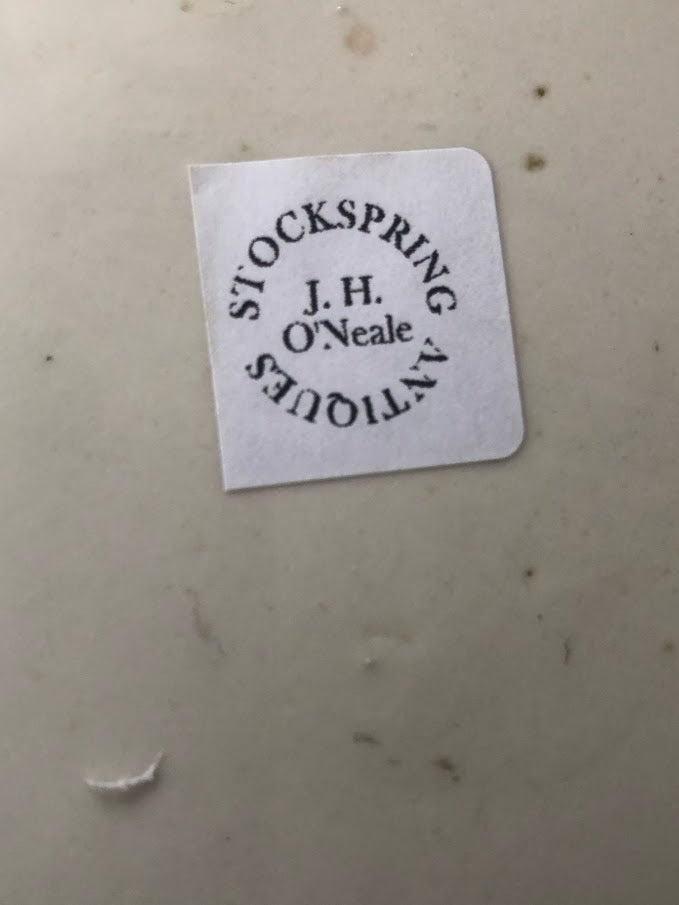 STOCKSPRING
J. H.
O'Neale
ANTIQUES